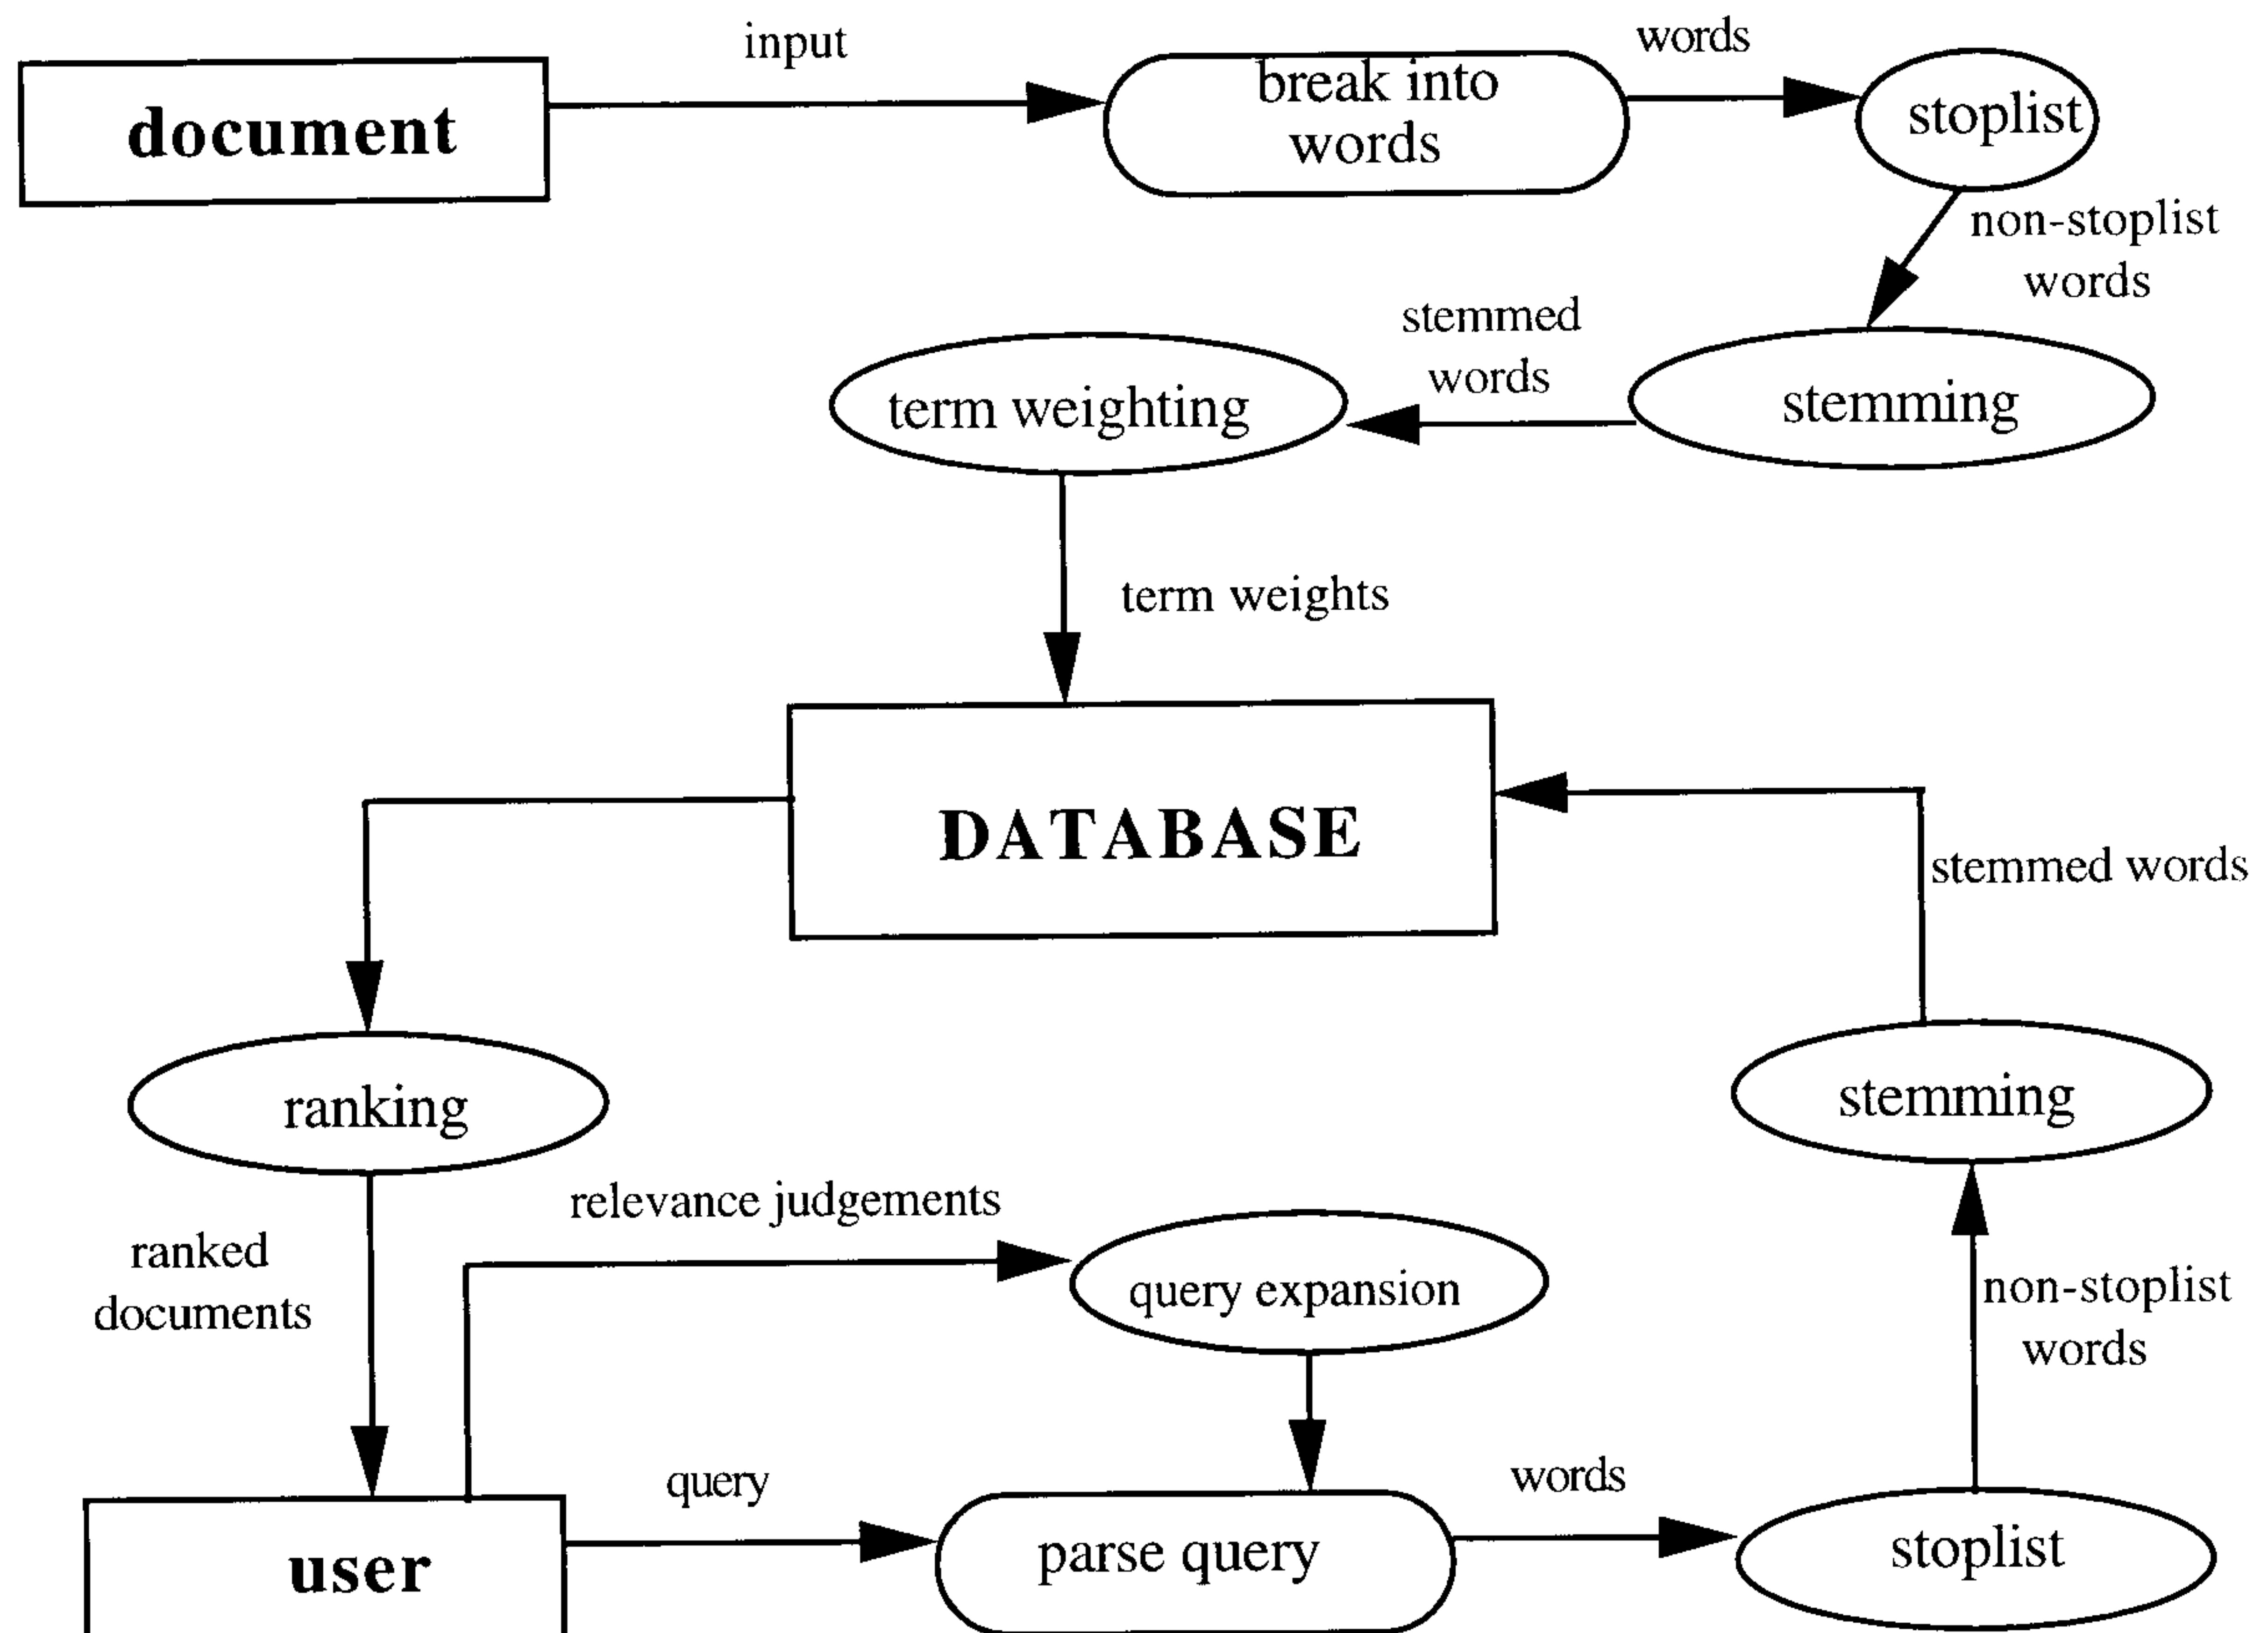 input
words
document
break into
words
stoplist
non-stoplist
words
stemmed
words
term weighting
stemming
term weights
DATABASE
stemmed words
ranking
stemming
relevance judgements
ranked
documents
query expansion
non-stoplist
words
query
words
user
parse query
stoplist